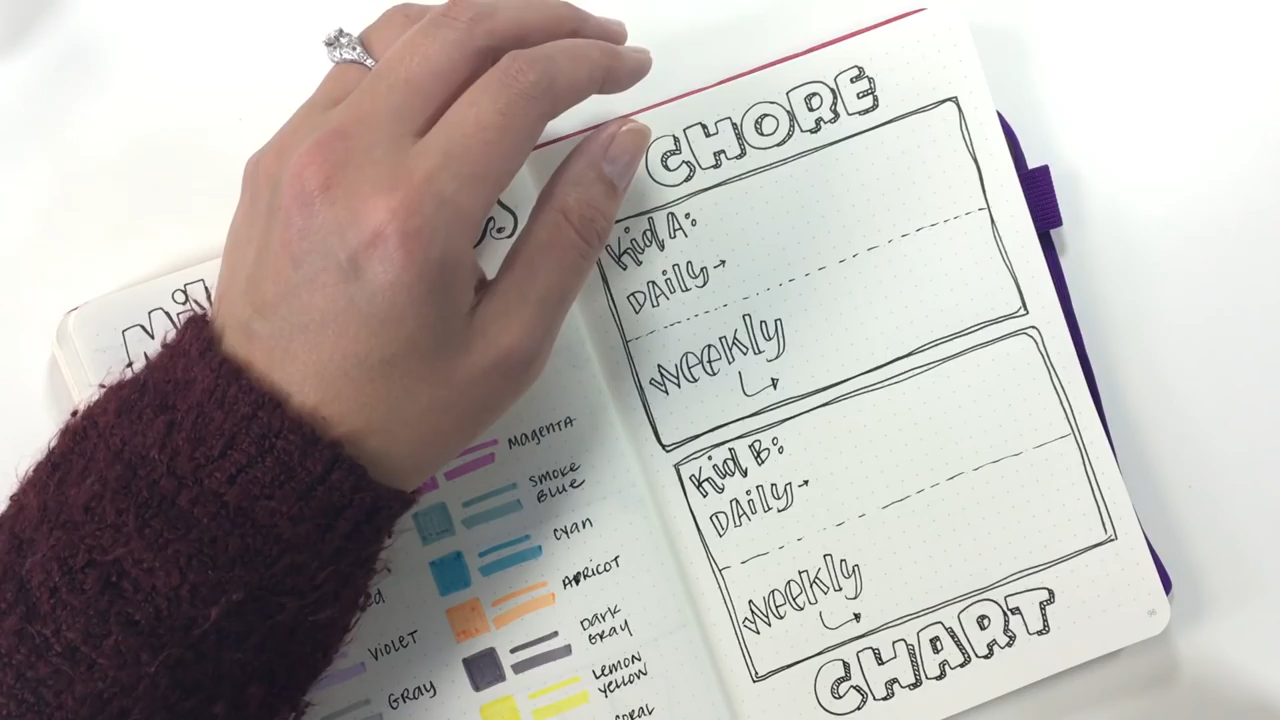 Magenta
Smoke
Blue
Cyan
Apricot
Dark
Gray
Lemon
Yellow
Violet
Gray
CHORE
Kid A:
Daily→
Weekly
Kid B:
Daily→
Weekly
CHART
96